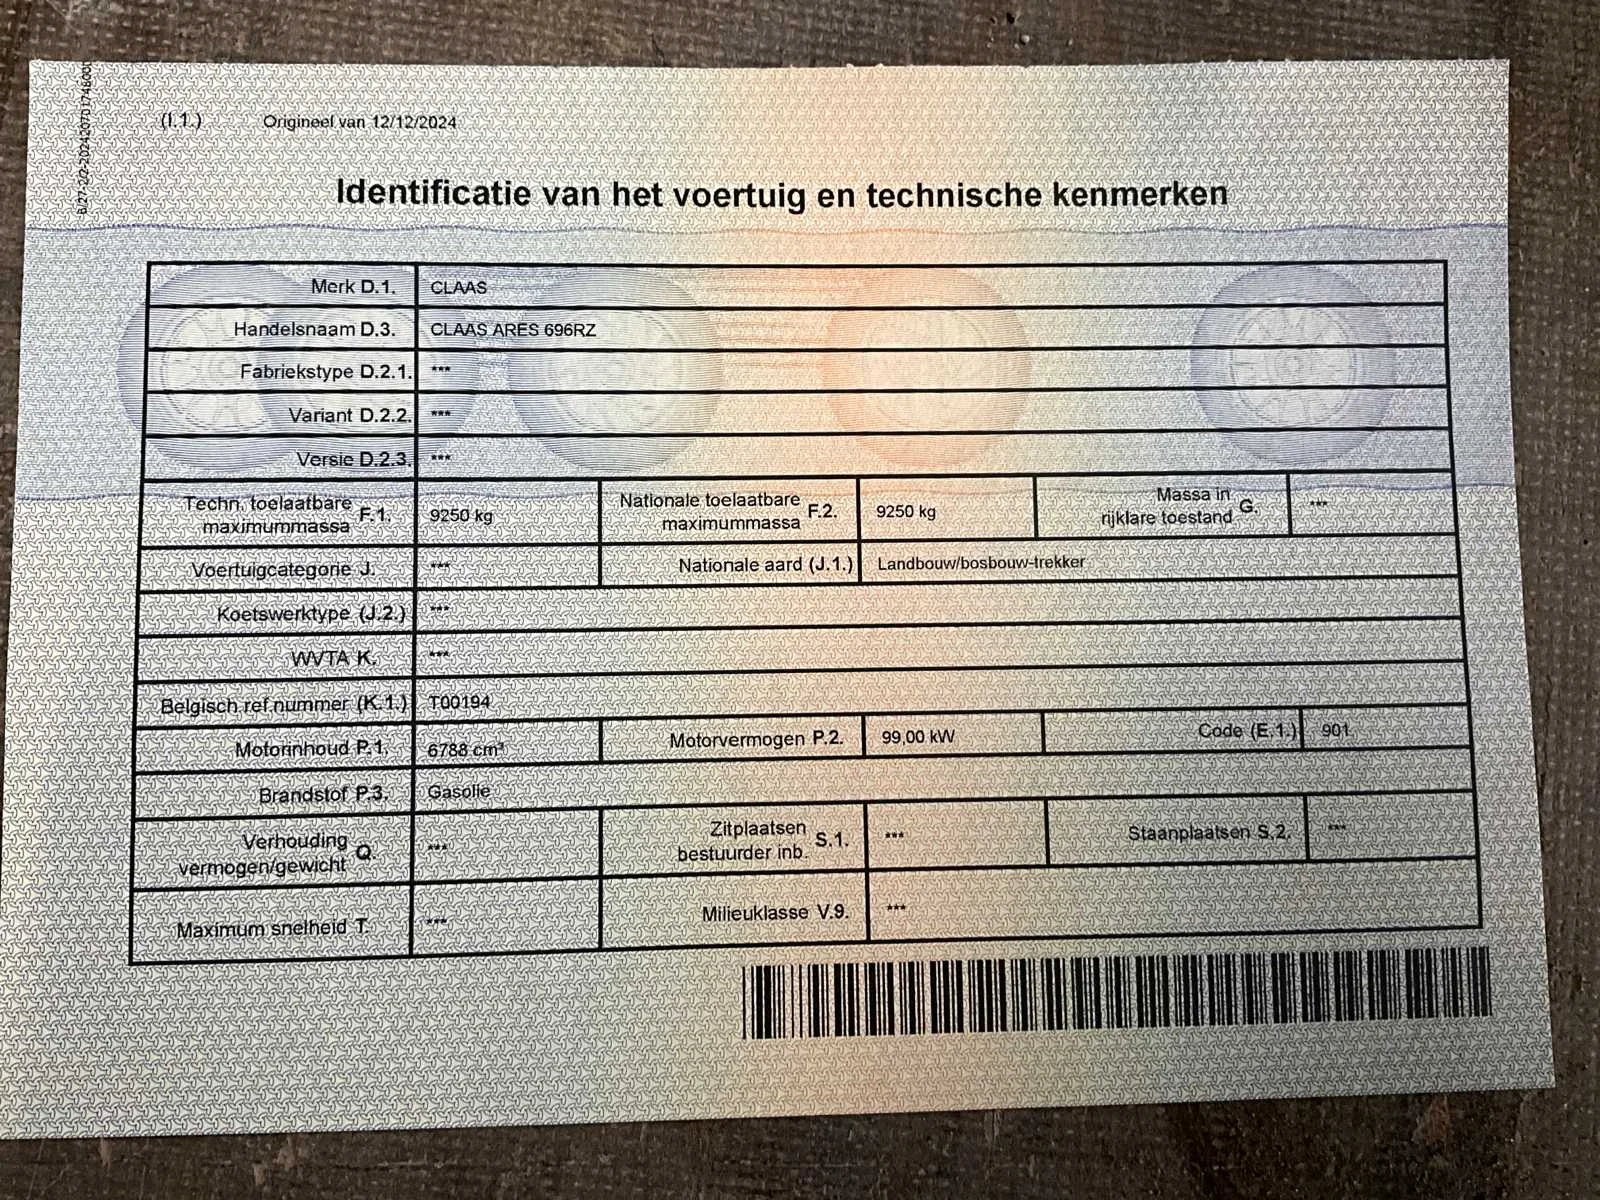 (I.1.) Origineel van 12/12/2024
Identificatie van het voertuig en technische kenmerken
Merk D.1. CLAAS
Handelsnaam D.3. CLAAS ARES 696RZ
Fabriekstype D.2.1. ***
Variant D.2.2. ***
Versie D.2.3. ***
Techn. toelaatbare maximummassa F.1. 9250 kg Nationale toelaatbare maximummassa F.2. 9250 kg Massa in rijklare toestand G. ***
Voertuigcategorie J. *** Nationale aard (J.1.) Landbouw/bosbouw-trekker
Koetswerktype (J.2.) ***
WVTA K. ***
Belgisch ref.nummer (K.1.) T00194
Motorinhoud P.1. 6788 cm³ Motorvermogen P.2. 99,00 kW Code (E.1.) 901
Brandstof P.3. Gasolie
Verhouding vermogen/gewicht Q. *** Zitplaatsen bestuurder inb. S.1. *** Staanplaatsen S.2. ***
Maximum snelheid T. *** Milieuklasse V.9. ***